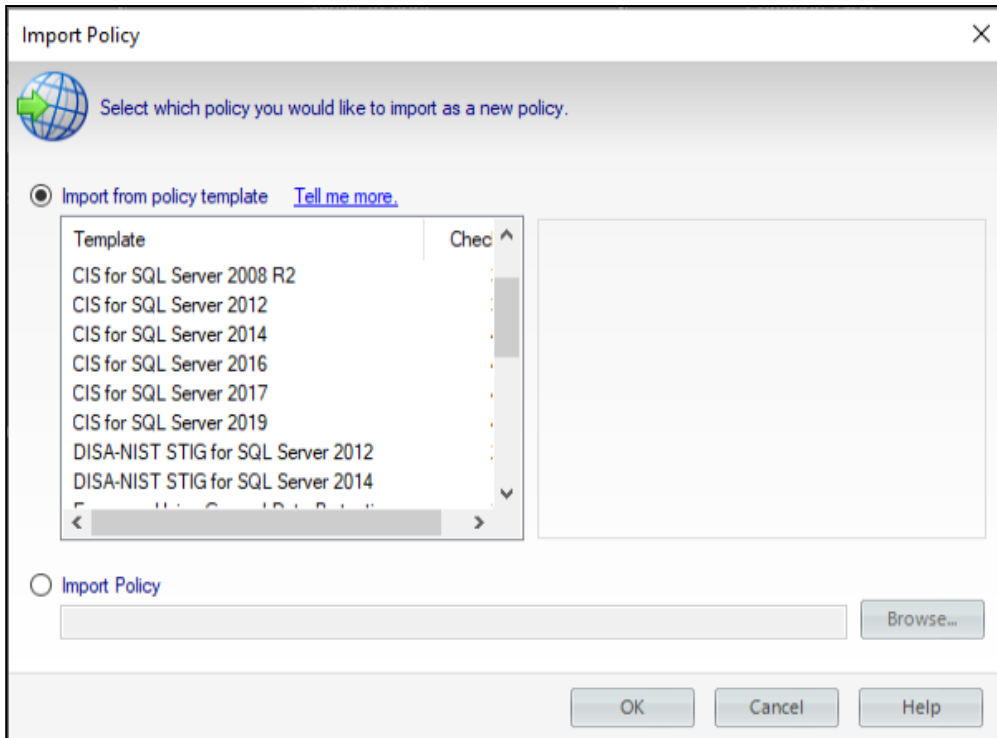 Import Policy
Select which policy you would like to import as a new policy.
Import from policy template Tell me more.
Template Chec
CIS for SQL Server 2008 R2
CIS for SQL Server 2012
CIS for SQL Server 2014
CIS for SQL Server 2016
CIS for SQL Server 2017
CIS for SQL Server 2019
DISA-NIST STIG for SQL Server 2012
DISA-NIST STIG for SQL Server 2014
Import Policy
Browse...
OK Cancel Help